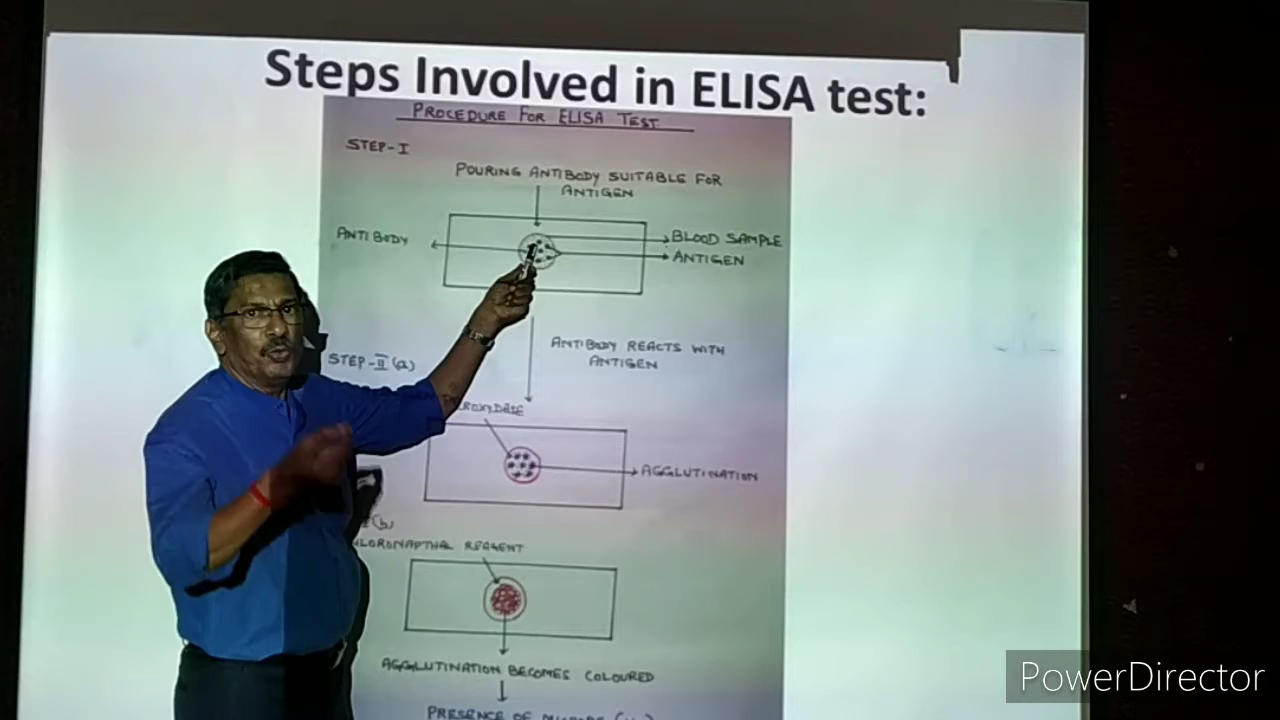 Steps Involved in ELISA test:
PROCEDURE FOR ELISA TEST
STEP-I
POURING ANTIBODY SUITABLE FOR
ANTIGEN
ANTIBODY
BLOOD SAMPLE
ANTIGEN
ANTIBODY REACTS WITH
ANTIGEN
STEP-II (a)
AGGLUTINATION
(b)
REAGENT
AGGLUTINATION BECOMES COLOURED
PRESENCE OF
PowerDirector